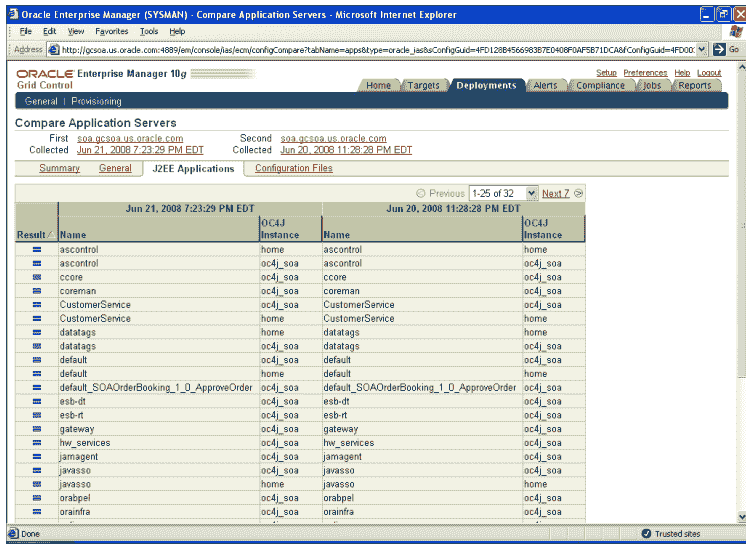 Oracle Enterprise Manager (SYSMAN) - Compare Application Servers - Microsoft Internet Explorer
File Edit View Favorites Tools Help
Address http://gcsoa.us.oracle.com:4889/em/console/ias/ecm/configCompare?tabName=apps&type=oracle_ias&sConfigGuid=4FD128B4566983B7E0408F0AF5B71DCA&fConfigGuid=4FD00: Go
ORACLE Enterprise Manager 10g
Grid Control
Setup Preferences Help Logout
Home Targets Deployments Alerts Compliance Jobs Reports
General | Provisioning
Compare Application Servers
First soa.gcsoa.us.oracle.com Second soa.gcsoa.us.oracle.com
Collected Jun 21, 2008 7:23:29 PM EDT Collected Jun 20, 2008 11:28:28 PM EDT
Summary General J2EE Applications Configuration Files
Previous 1-25 of 32 Next 7
Jun 21, 2008 7:23:29 PM EDT Jun 20, 2008 11:28:28 PM EDT
Result Name OC4J Instance Name OC4J Instance
ascontrol home ascontrol home
ascontrol oc4j_soa ascontrol oc4j_soa
ccore oc4j_soa ccore oc4j_soa
coreman oc4j_soa coreman oc4j_soa
CustomerService oc4j_soa CustomerService oc4j_soa
CustomerService home CustomerService home
datatags home datatags home
datatags oc4j_soa datatags oc4j_soa
default oc4j_soa default oc4j_soa
default home default home
default_SOAOrderBooking_1_0_ApproveOrder oc4j_soa default_SOAOrderBooking_1_0_ApproveOrder oc4j_soa
esb-dt oc4j_soa esb-dt oc4j_soa
esb-rt oc4j_soa esb-rt oc4j_soa
gateway oc4j_soa gateway oc4j_soa
hw_services oc4j_soa hw_services oc4j_soa
jamagent oc4j_soa jamagent oc4j_soa
javasso oc4j_soa javasso oc4j_soa
javasso home javasso home
orabpel oc4j_soa orabpel oc4j_soa
orainfra oc4j_soa orainfra oc4j_soa
Done Trusted sites